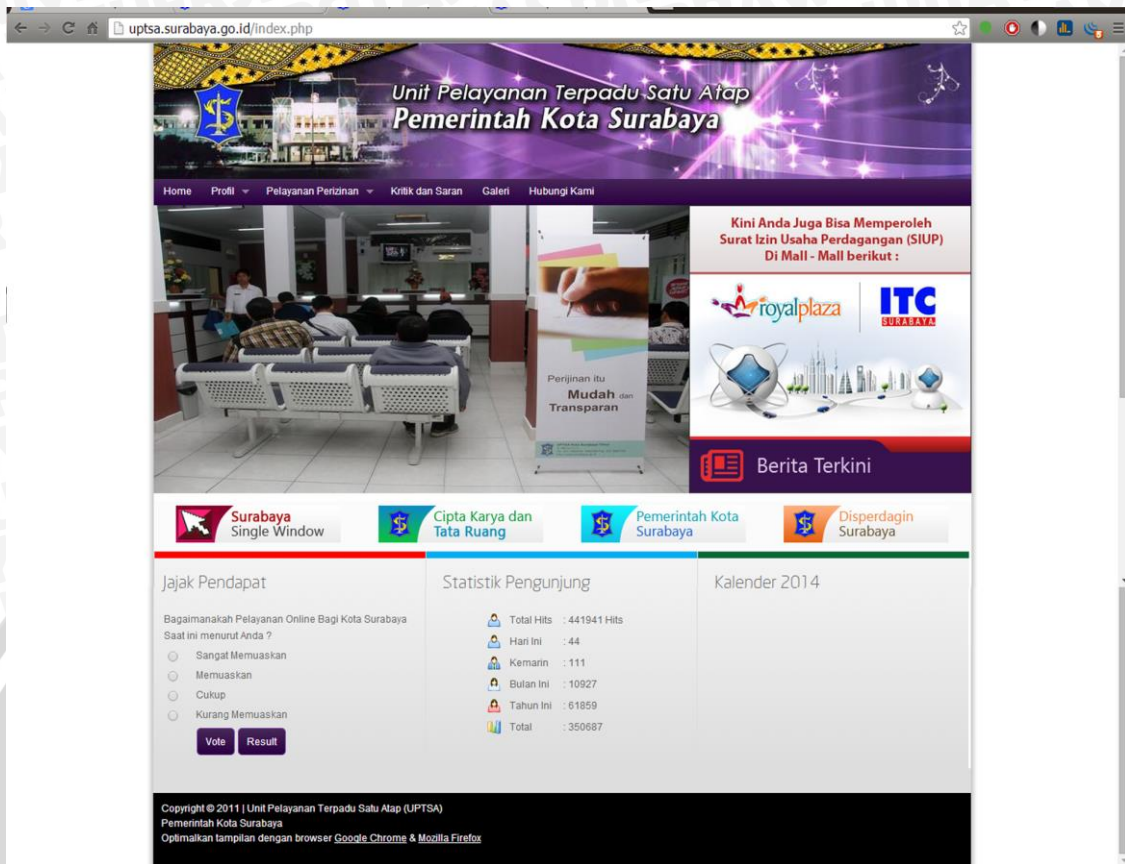 uptsa.surabaya.go.id/index.php
Unit Pelayanan Terpadu Satu Atap
Pemerintah Kota Surabaya
Home Profil Pelayanan Perizinan Kritik dan Saran Galeri Hubungi Kami
Perijinan itu
Mudah dan
Transparan
Kini Anda Juga Bisa Memperoleh
Surat Izin Usaha Perdagangan (SIUP)
Di Mall - Mall berikut :
royalplaza
ITC
SURABAYA
Berita Terkini
Surabaya
Single Window
Cipta Karya dan
Tata Ruang
Pemerintah Kota
Surabaya
Disperdagin
Surabaya
Jajak Pendapat
Bagaimanakah Pelayanan Online Bagi Kota Surabaya
Saat ini menurut Anda ?
Sangat Memuaskan
Memuaskan
Cukup
Kurang Memuaskan
Vote Result
Statistik Pengunjung
Total Hits : 441941 Hits
Hari Ini : 44
Kemarin : 111
Bulan Ini : 10927
Tahun Ini : 61859
Total : 350687
Kalender 2014
Copyright © 2011 | Unit Pelayanan Terpadu Satu Atap (UPTSA)
Pemerintah Kota Surabaya
Optimalkan tampilan dengan browser Google Chrome & Mozilla Firefox